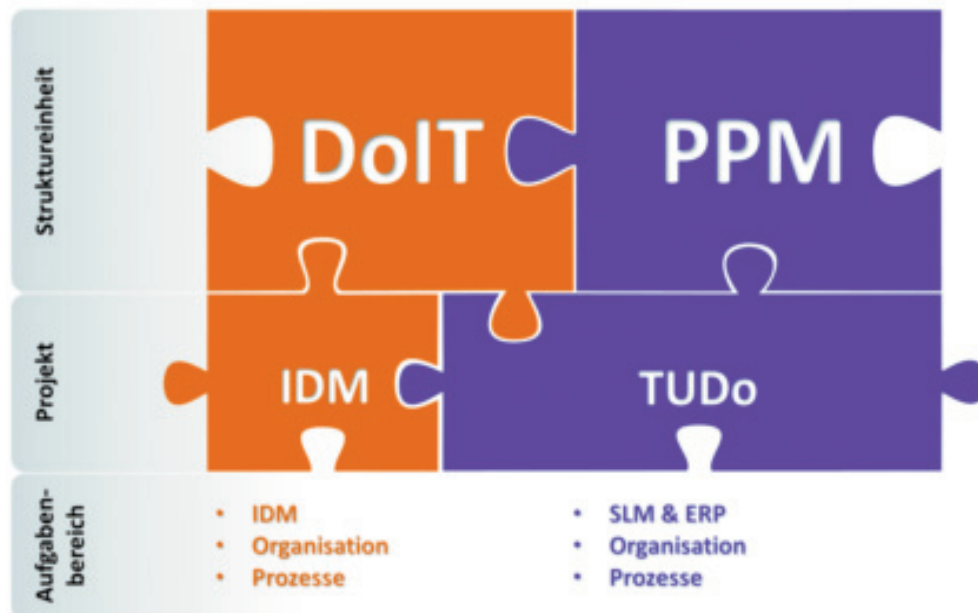 Struktureinheit
DoIT
PPM
Projekt
IDM
TUDo
Aufgaben-
bereich
• IDM
• Organisation
• Prozesse
• SLM & ERP
• Organisation
• Prozesse